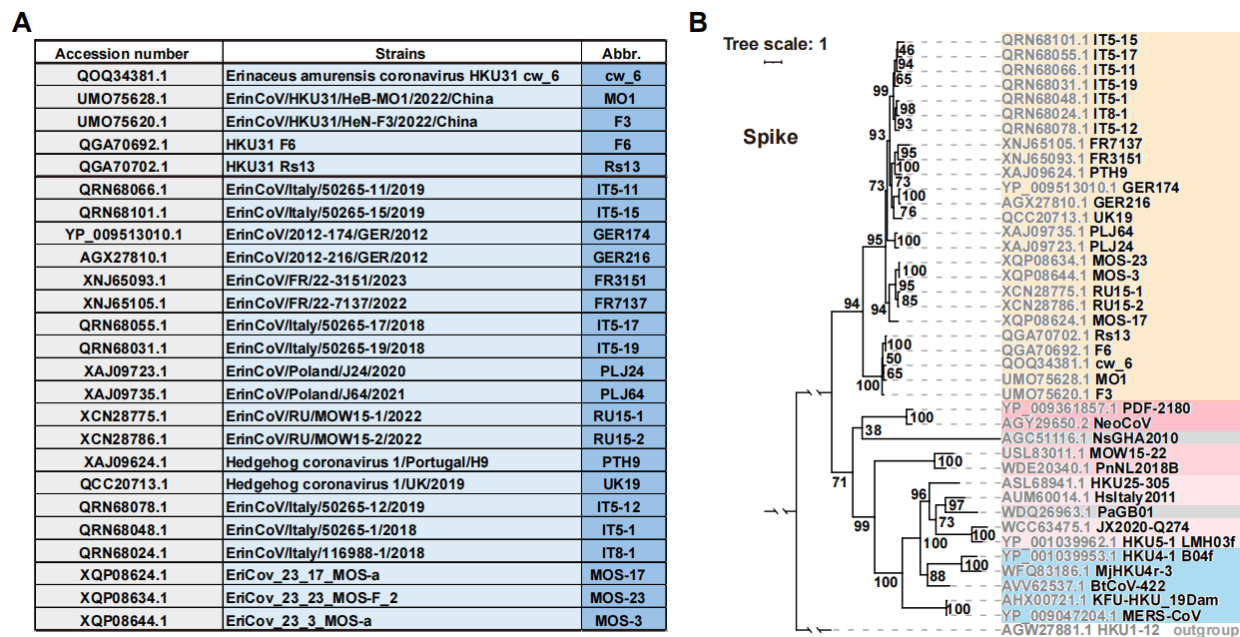 A
Accession number Strains Abbr.
QOQ34381.1 Erinaceus amurensis coronavirus HKU31 cw_6 cw_6
UMO75628.1 ErinCoV/HKU31/HeB-MO1/2022/China MO1
UMO75620.1 ErinCoV/HKU31/HeN-F3/2022/China F3
QGA70692.1 HKU31 F6 F6
QGA70702.1 HKU31 Rs13 Rs13
QRN68066.1 ErinCoV/Italy/50265-11/2019 IT5-11
QRN68101.1 ErinCoV/Italy/50265-15/2019 IT5-15
YP_009513010.1 ErinCoV/2012-174/GER/2012 GER174
AGX27810.1 ErinCoV/2012-216/GER/2012 GER216
XNJ65093.1 ErinCoV/FR/22-3151/2023 FR3151
XNJ65105.1 ErinCoV/FR/22-7137/2022 FR7137
QRN68055.1 ErinCoV/Italy/50265-17/2018 IT5-17
QRN68031.1 ErinCoV/Italy/50265-19/2018 IT5-19
XAJ09723.1 ErinCoV/Poland/J24/2020 PLJ24
XAJ09735.1 ErinCoV/Poland/J64/2021 PLJ64
XCN28775.1 ErinCoV/RU/MOW15-1/2022 RU15-1
XCN28786.1 ErinCoV/RU/MOW15-2/2022 RU15-2
XAJ09624.1 Hedgehog coronavirus 1/Portugal/H9 PTH9
QCC20713.1 Hedgehog coronavirus 1/UK/2019 UK19
QRN68078.1 ErinCoV/Italy/50265-12/2019 IT5-12
QRN68048.1 ErinCoV/Italy/50265-1/2018 IT5-1
QRN68024.1 ErinCoV/Italy/116988-1/2018 IT8-1
XQP08624.1 EriCov_23_17_MOS-a MOS-17
XQP08634.1 EriCov_23_23_MOS-F_2 MOS-23
XQP08644.1 EriCov_23_3_MOS-a MOS-3
B
Tree scale: 1
Spike
QRN68101.1 IT5-15
QRN68055.1 IT5-17
QRN68066.1 IT5-11
QRN68031.1 IT5-19
QRN68048.1 IT5-1
QRN68024.1 IT8-1
QRN68078.1 IT5-12
XNJ65105.1 FR7137
XNJ65093.1 FR3151
XAJ09624.1 PTH9
YP_009513010.1 GER174
AGX27810.1 GER216
QCC20713.1 UK19
XAJ09735.1 PLJ64
XAJ09723.1 PLJ24
XQP08634.1 MOS-23
XQP08644.1 MOS-3
XCN28775.1 RU15-1
XCN28786.1 RU15-2
XQP08624.1 MOS-17
QGA70702.1 Rs13
QGA70692.1 F6
QOQ34381.1 cw_6
UMO75628.1 MO1
UMO75620.1 F3
YP_009361857.1 PDF-2180
AGY29650.2 NeoCoV
AGC51116.1 NsGHA2010
USL83011.1 MOW15-22
WDE20340.1 PnNL2018B
ASL68941.1 HKU25-305
AUM60014.1 HsItaly2011
WDQ26963.1 PaGB01
WCC63475.1 JX2020-Q274
YP_001039962.1 HKU5-1 LMH03f
YP_001039953.1 HKU4-1 B04f
WFQ83186.1 MjHKU4r-3
AVV62537.1 BtCoV-422
AHX00721.1 KFU-HKU_19Dam
YP_009047204.1 MERS-CoV
AGW27881.1 HKU1-12 outgroup
46
94
65
99
98
93
93
95
100
73
73
100
76
95
100
100
95
85
94
94
100
50
65
100
100
38
100
71
96
97
99
73
100
100
100
88
100
100